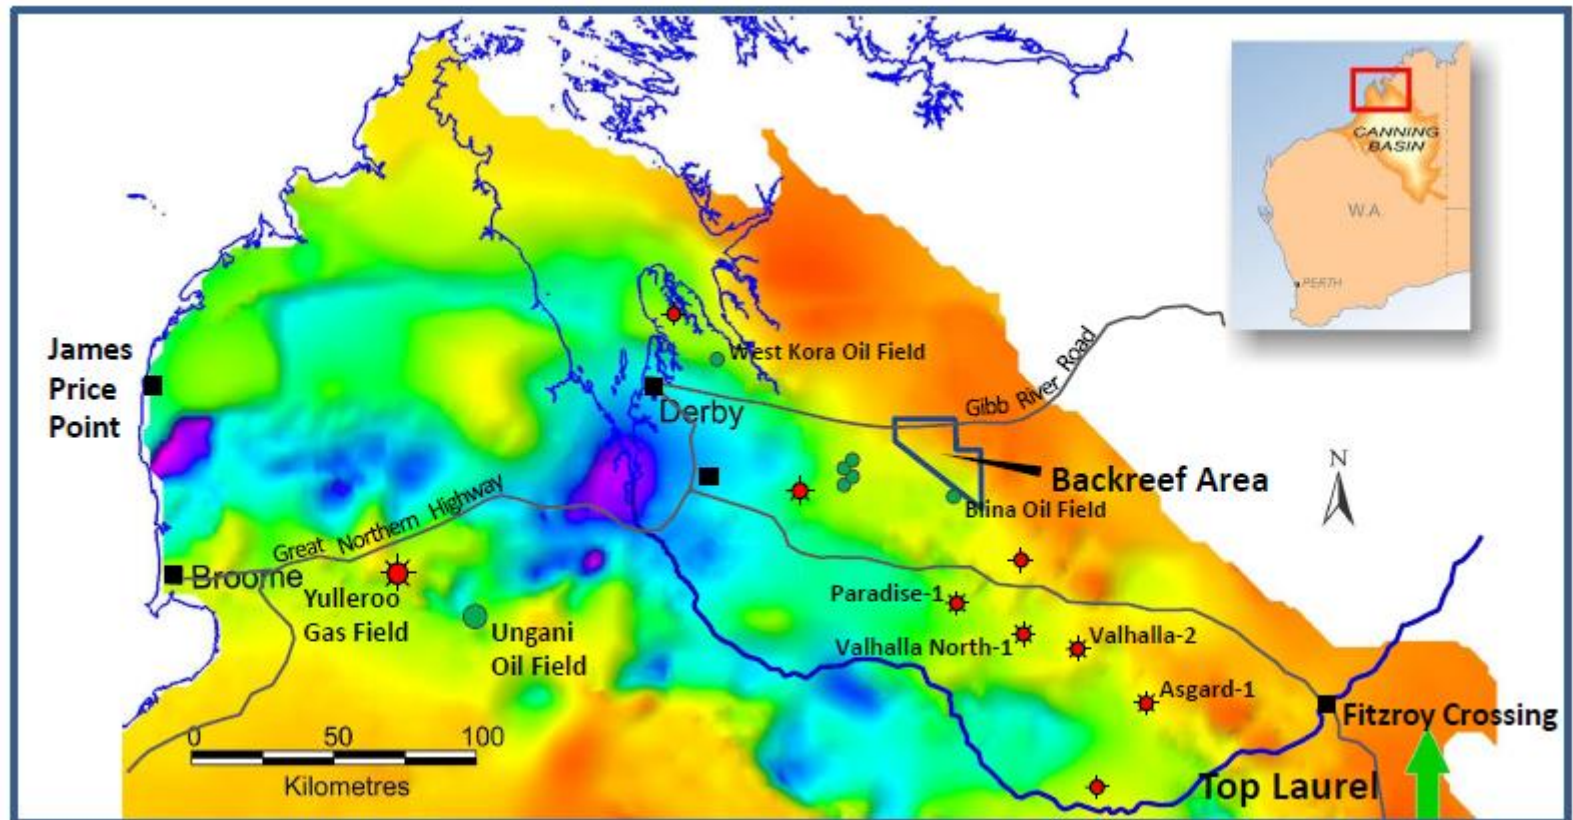 CANNING
BASIN
W.A
PERTH
James
Price
Point
West Kora Oil Field
Gibb River Road
Derby
Backreef Area
N
Blina Oil Field
Great Northern Highway
Broome
Yulleroo
Gas Field
Ungani
Oil Field
Paradise-1
Valhalla North-1
Valhalla-2
Asgard-1
Fitzroy Crossing
0 50 100
Kilometres
Top Laurel